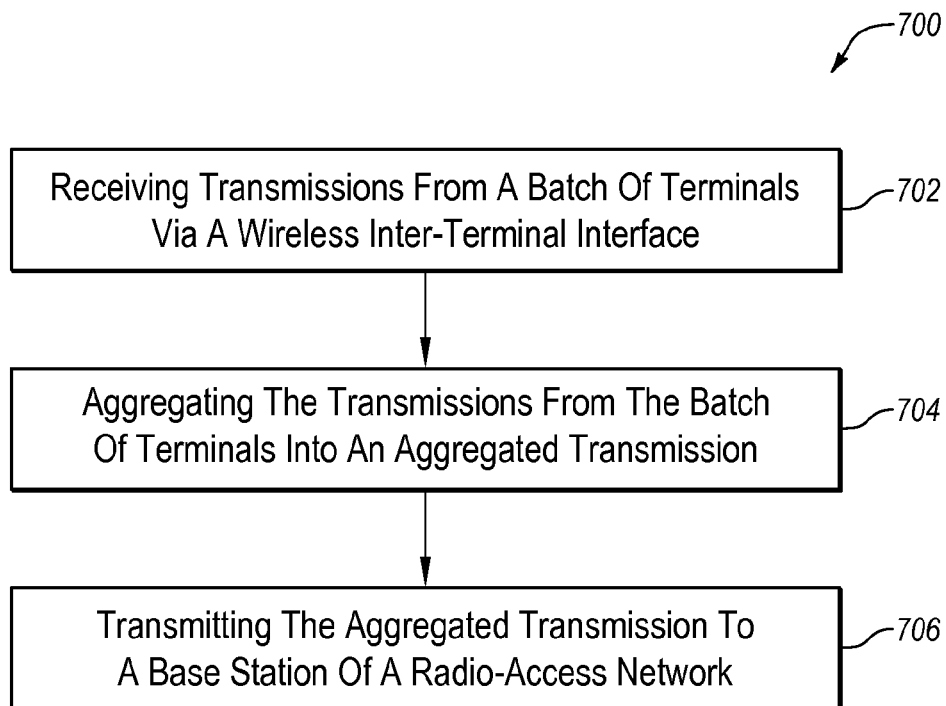 700
Receiving Transmissions From A Batch Of Terminals
Via A Wireless Inter-Terminal Interface
702
Aggregating The Transmissions From The Batch
Of Terminals Into An Aggregated Transmission
704
Transmitting The Aggregated Transmission To
A Base Station Of A Radio-Access Network
706